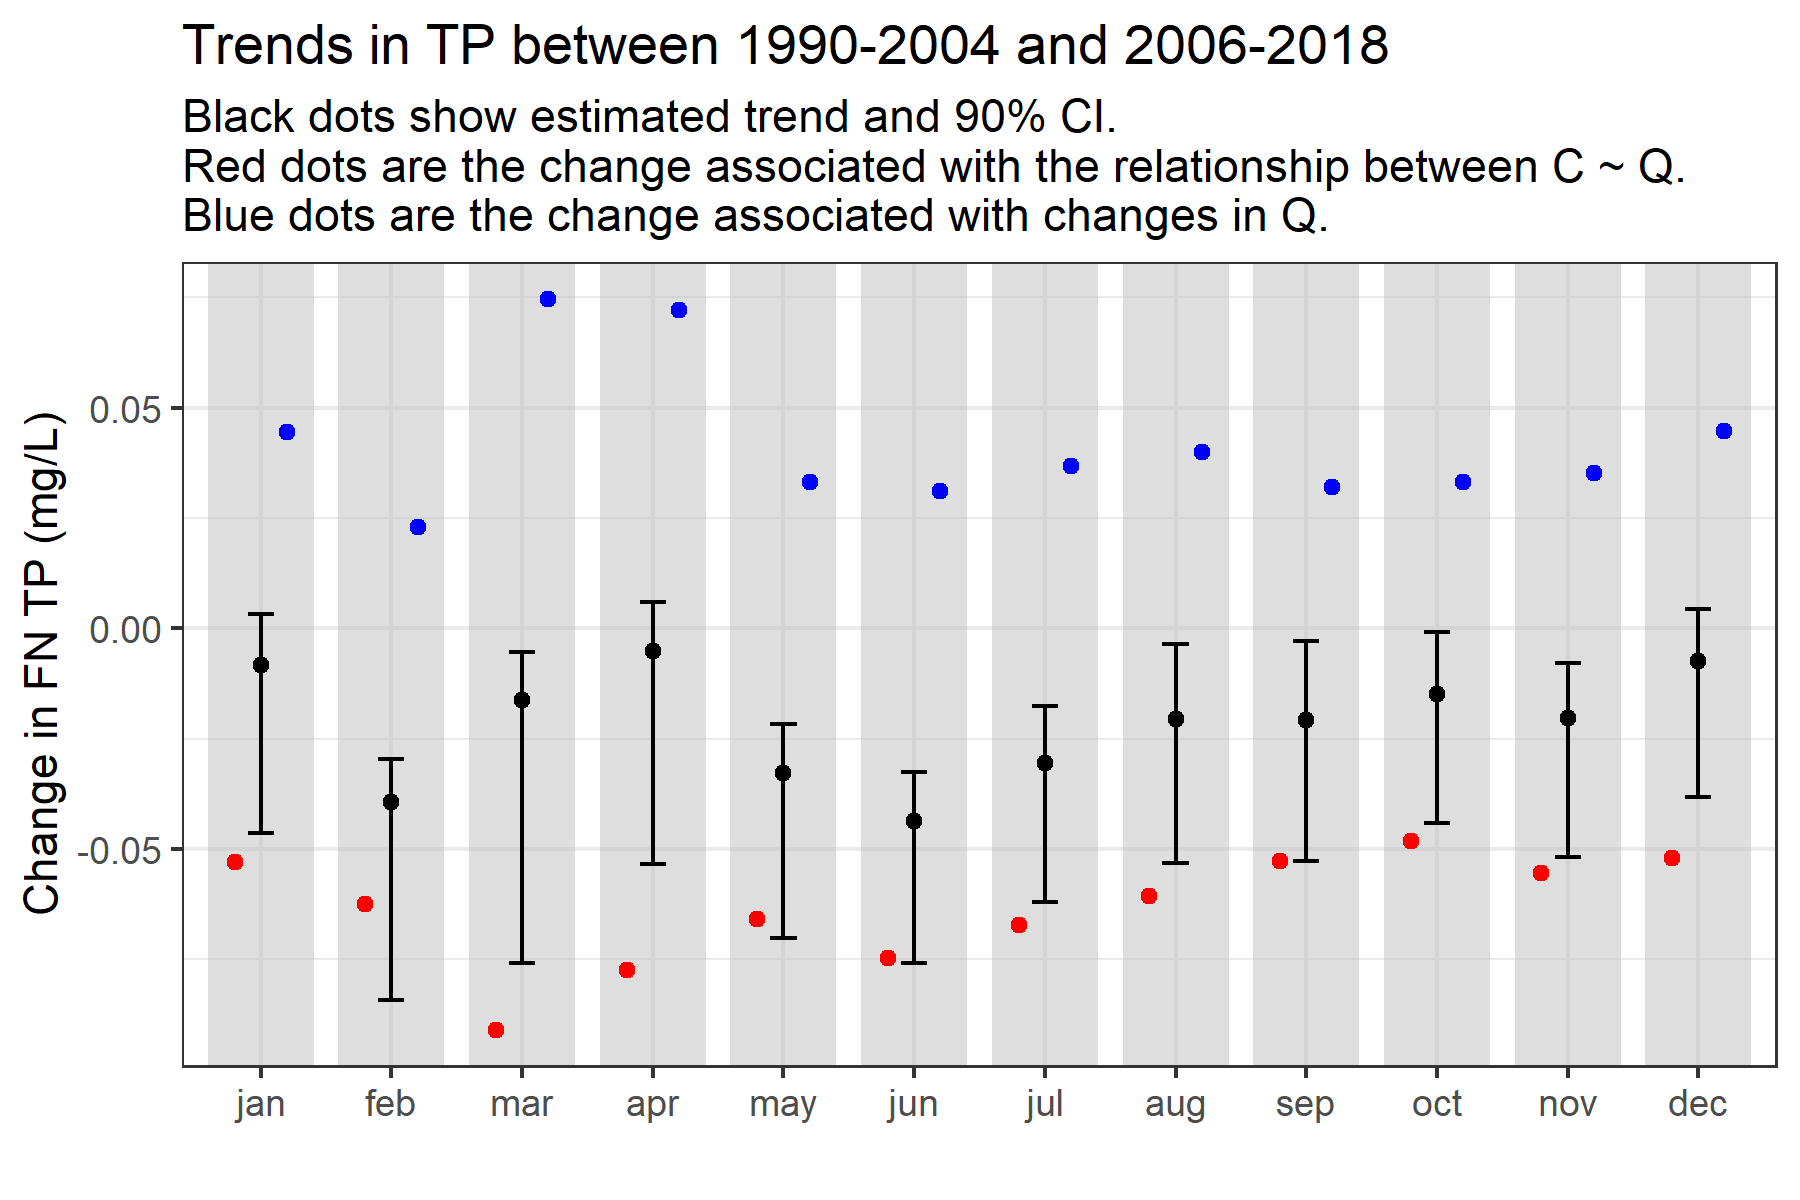 Trends in TP between 1990-2004 and 2006-2018
Black dots show estimated trend and 90% CI.
Red dots are the change associated with the relationship between C ~ Q.
Blue dots are the change associated with changes in Q.
Change in FN TP (mg/L)
0.05
0.00
-0.05
jan feb mar apr may jun jul aug sep oct nov dec